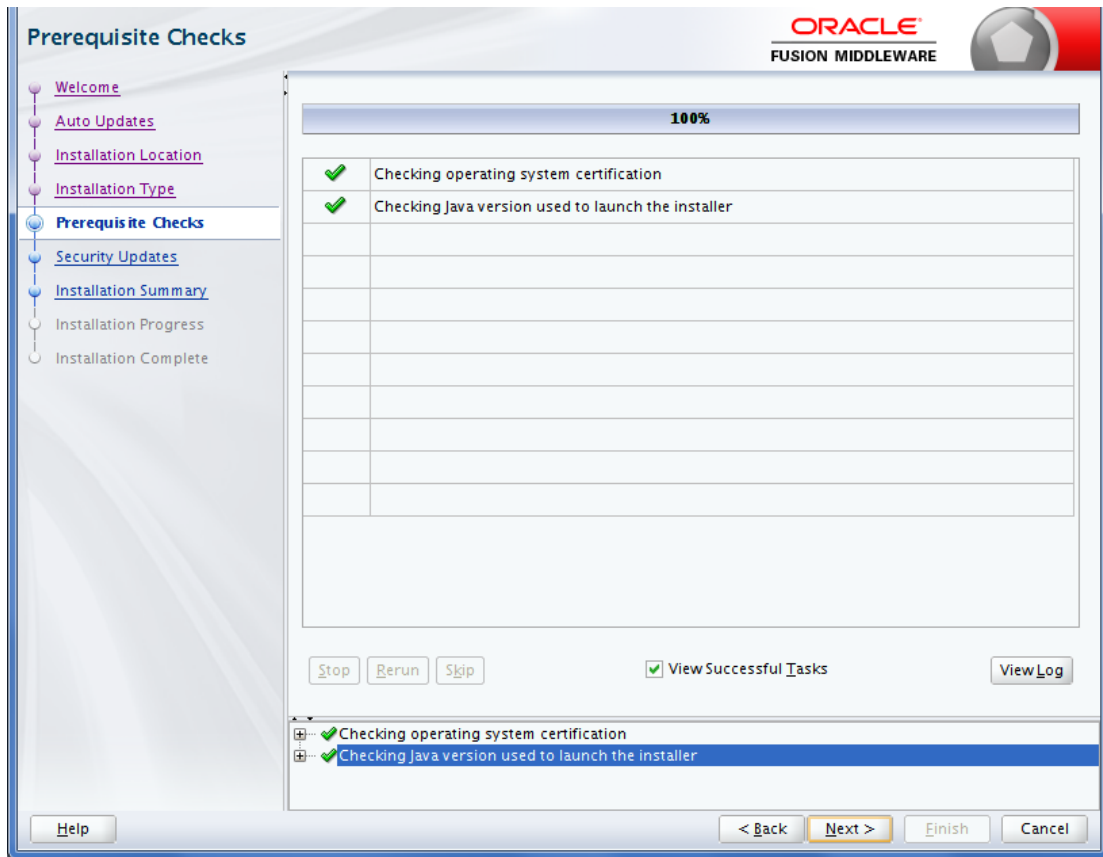 Prerequisite Checks
ORACLE
FUSION MIDDLEWARE
Welcome
Auto Updates
Installation Location
Installation Type
Prerequisite Checks
Security Updates
Installation Summary
Installation Progress
Installation Complete
100%
Checking operating system certification
Checking Java version used to launch the installer
Stop
Rerun
Skip
View Successful Tasks
View Log
Checking operating system certification
Checking Java version used to launch the installer
Help
< Back
Next >
Finish
Cancel